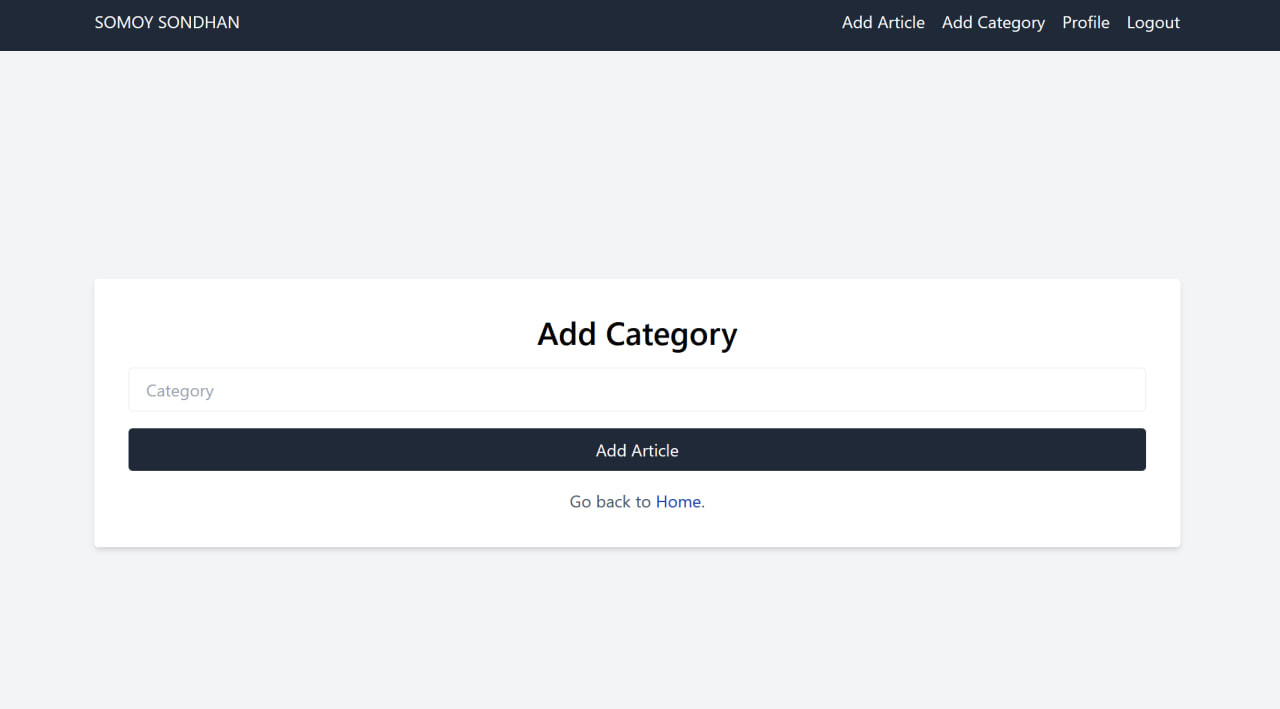 SOMOY SONDHAN Add Article Add Category Profile Logout
Add Category
Category
Add Article
Go back to Home.